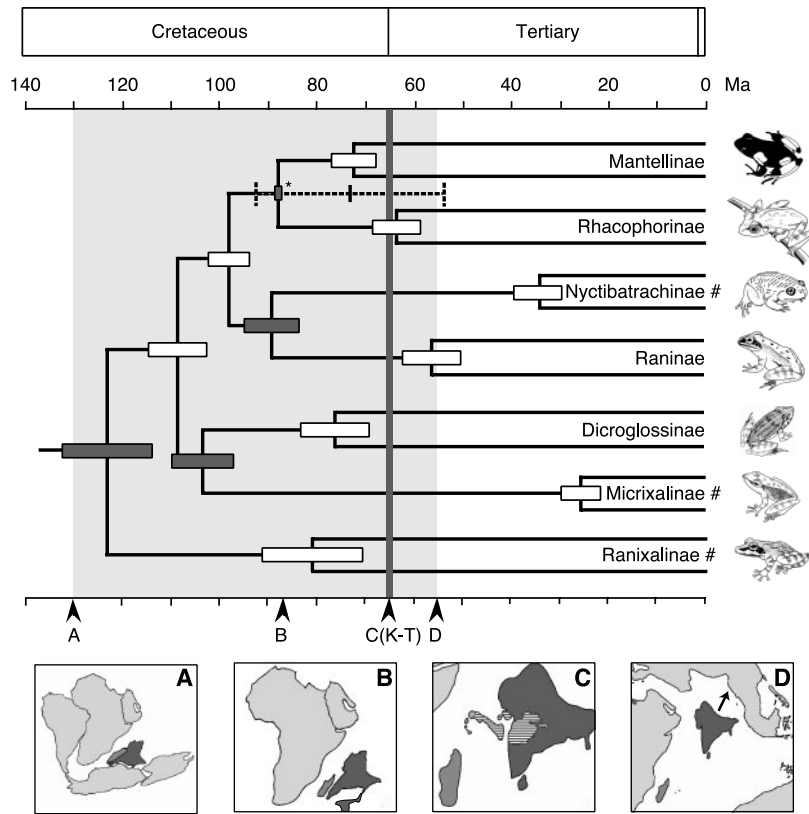 Cretaceous Tertiary
140 120 100 80 60 40 20 0 Ma
Mantellinae
*
Rhacophorinae
Nyctibatrachinae #
Raninae
Dicroglossinae
Micrixalinae #
Ranixalinae #
A B C(K-T) D
A B C D